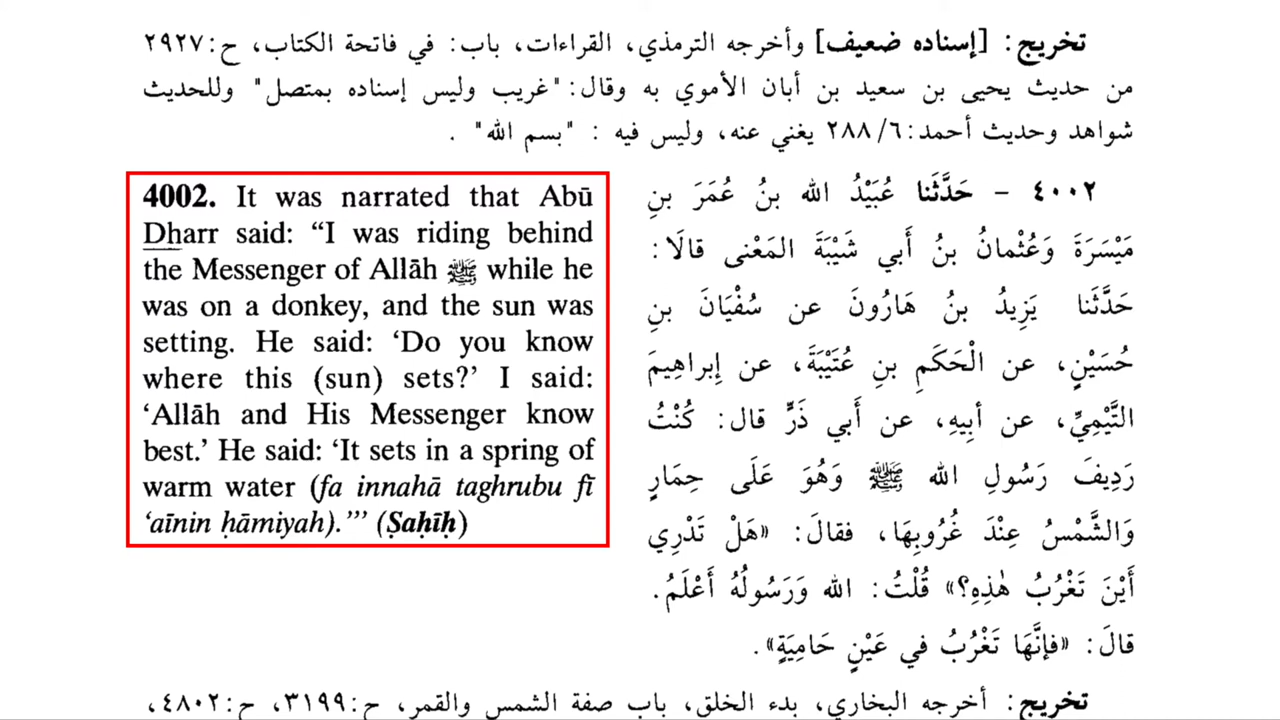 تخريج: [إسناده ضعيف] وأخرجه الترمذي، القراءات، باب: في فاتحة الكتاب، ح:٢٩٢٧
من حديث يحيى بن سعيد بن أبان الأموي به وقال: "غريب وليس إسناده بمتصل" وللحديث
شواهد وحديث أحمد: ٢٨٨/٦ يغني عنه، وليس فيه : "بسم الله" .
4002. It was narrated that Abū
Dharr said: “I was riding behind
the Messenger of Allāh ﷺ while he
was on a donkey, and the sun was
setting. He said: ‘Do you know
where this (sun) sets?’ I said:
‘Allāh and His Messenger know
best.’ He said: ‘It sets in a spring of
warm water (fa innahā taghrubu fī
‘aīnin ḥāmiyah).’” (Ṣaḥīḥ)
٤٠٠٢ - حَدَّثَنا عُبَيْدُ الله بنُ عُمَرَ بنِ
مَيْسَرَةَ وَعُثْمانُ بنُ أَبي شَيْبَةَ المَعْنى قالَا:
حَدَّثَنا يَزِيدُ بنُ هَارُونَ عن سُفْيَانَ بنِ
حُسَيْنٍ، عن الْحَكَمِ بنِ عُتَيْبَةَ، عن إبراهِيمَ
التَّيْمِيِّ، عن أبِيهِ، عن أَبي ذَرٍّ قال: كُنْتُ
رَدِيفَ رَسُولِ الله ﷺ وَهُوَ عَلَى حِمَارٍ
وَالشَّمْسُ عِنْدَ غُرُوبِهَا، فقالَ: «هَلْ تَدْرِي
أَيْنَ تَغْرُبُ هٰذِهِ؟» قُلْتُ: الله وَرَسُولُهُ أَعْلَمُ.
قالَ: «فإنَّهَا تَغْرُبُ في عَيْنٍ حَامِيَةٍ».
تخريج: أخرجه البخاري، بدء الخلق، باب صفة الشمس والقمر، ح:٣١٩٩، ح:٤٨٠٢،